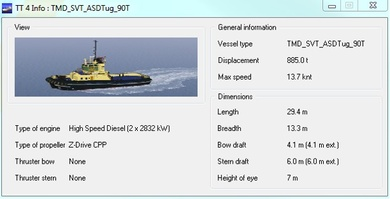 TT 4 Info : TMD_SVT_ASDTug_90T
View
Type of engine High Speed Diesel (2 x 2832 kW)
Type of propeller Z-Drive CPP
Thruster bow None
Thruster stern None
General information
Vessel type TMD_SVT_ASDTug_90T
Displacement 885.0 t
Max speed 13.7 knt
Dimensions
Length 29.4 m
Breadth 13.3 m
Bow draft 4.1 m (4.1 m ext.)
Stern draft 6.0 m (6.0 m ext.)
Height of eye 7 m